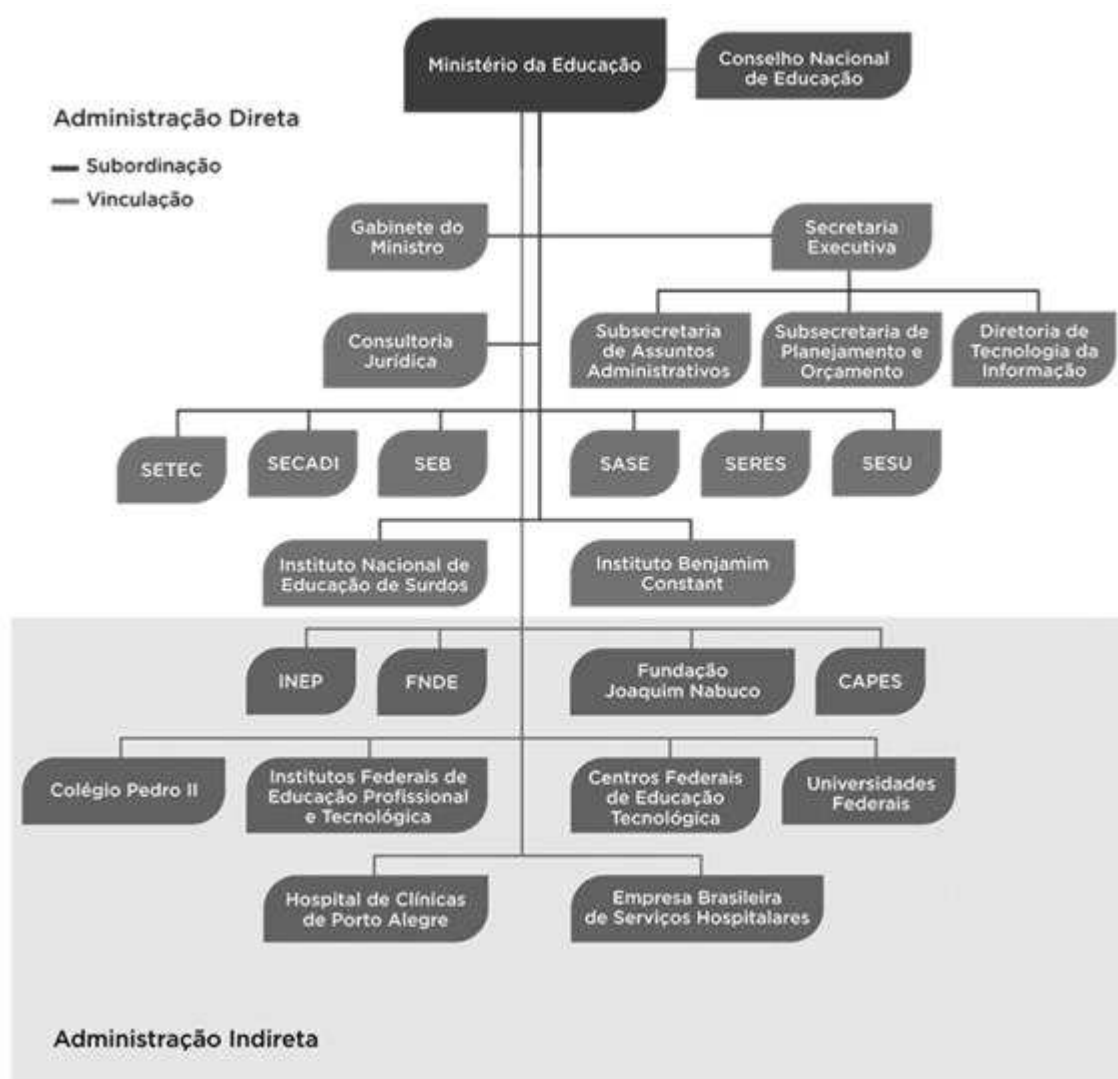 Ministério da Educação
Conselho Nacional
de Educação
Administração Direta
Subordinação
Vinculação
Gabinete do
Ministro
Secretaria
Executiva
Consultoria
Jurídica
Subsecretaria
de Assuntos
Administrativos
Subsecretaria de
Planejamento e
Orçamento
Diretoria de
Tecnologia da
Informação
SETEC
SECADI
SEB
SASE
SERES
SESU
Instituto Nacional de
Educação de Surdos
Instituto Benjamim
Constant
INEP
FNDE
Fundação
Joaquim Nabuco
CAPES
Colégio Pedro II
Institutos Federais de
Educação Profissional
e Tecnológica
Centros Federais
de Educação
Tecnológica
Universidades
Federais
Hospital de Clínicas
de Porto Alegre
Empresa Brasileira
de Serviços Hospitalares
Administração Indireta